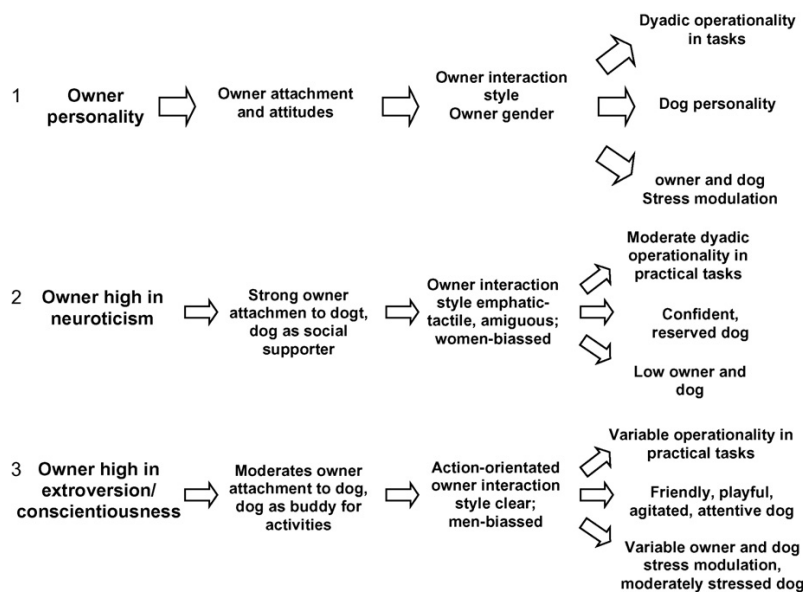 1
Owner
personality
Owner attachment
and attitudes
Owner interaction
style
Owner gender
Dyadic operationality
in tasks
Dog personality
owner and dog
Stress modulation
2
Owner high in
neuroticism
Strong owner
attachmen to dogt,
dog as social
supporter
Owner interaction
style emphatic-
tactile, amiguous;
women-biassed
Moderate dyadic
operationality in
practical tasks
Confident,
reserved dog
Low owner and
dog
3
Owner high in
extroversion/
conscientiousness
Moderates owner
attachment to dog,
dog as buddy for
activities
Action-orientated
owner interaction
style clear;
men-biassed
Variable operationality in
practical tasks
Friendly, playful,
agitated, attentive dog
Variable owner and dog
stress modulation,
moderately stressed dog